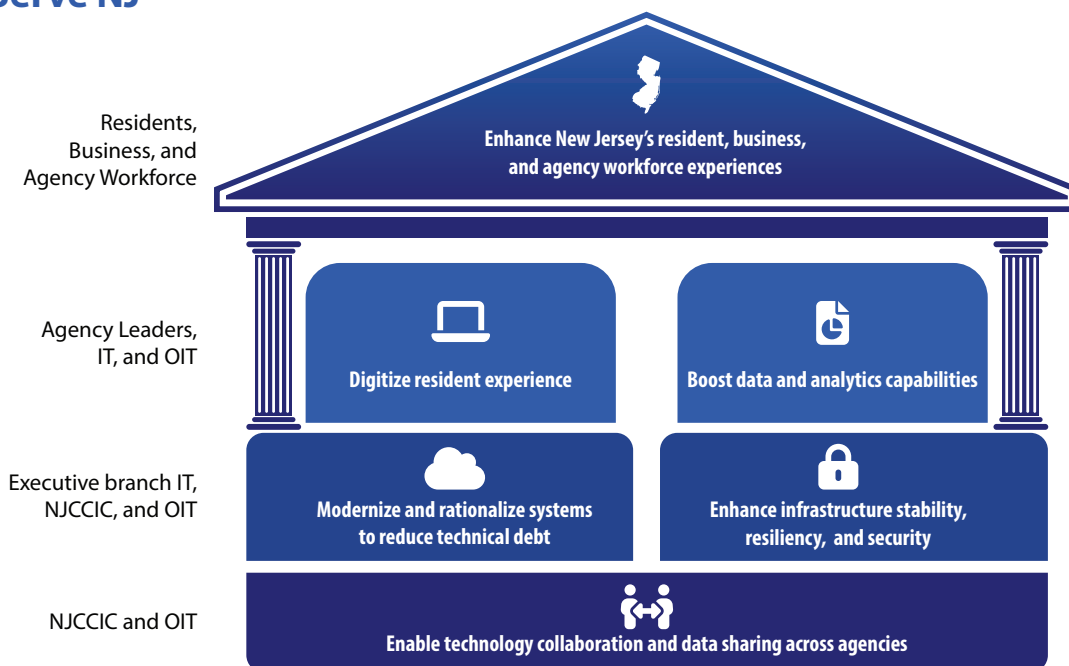 Serve NJ
Residents,
Business, and
Agency Workforce
Enhance New Jersey's resident, business,
and agency workforce experiences
Agency Leaders,
IT, and OIT
Digitize resident experience
Boost data and analytics capabilities
Executive branch IT,
NJCCIC, and OIT
Modernize and rationalize systems
to reduce technical debt
Enhance infrastructure stability,
resiliency, and security
NJCCIC and OIT
Enable technology collaboration and data sharing across agencies